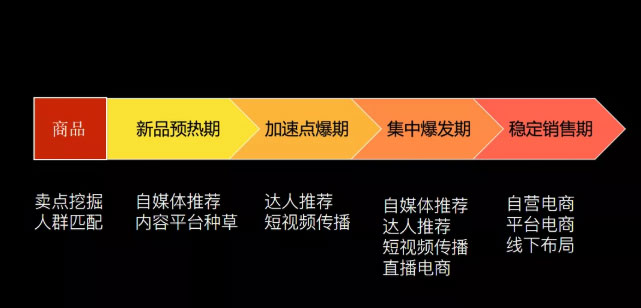 商品
新品预热期
加速点爆期
集中爆发期
稳定销售期
卖点挖掘
人群匹配
自媒体推荐
内容平台种草
达人推荐
短视频传播
自媒体推荐
达人推荐
短视频传播
直播电商
自营电商
平台电商
线下布局